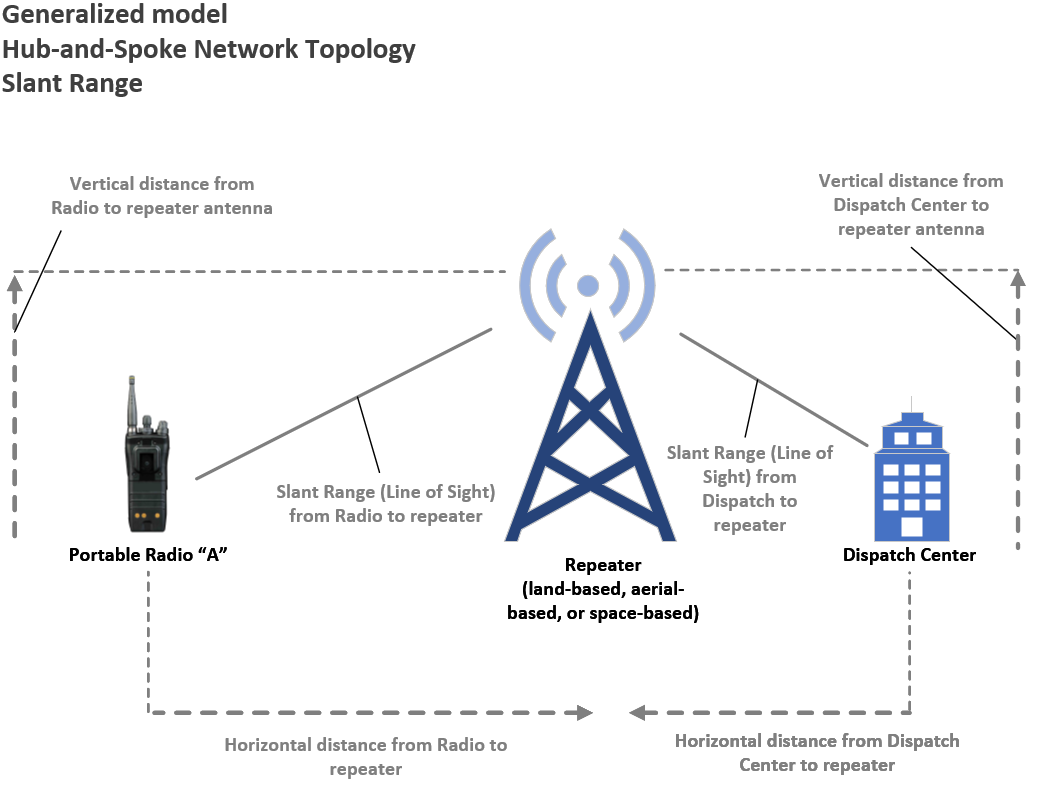 Generalized model
Hub-and-Spoke Network Topology
Slant Range
Vertical distance from
Radio to repeater antenna
Vertical distance from
Dispatch Center to
repeater antenna
Slant Range (Line of Sight)
from Radio to repeater
Slant Range (Line of
Sight) from
Dispatch to
repeater
Portable Radio “A”
Repeater
(land-based, aerial-
based, or space-based)
Dispatch Center
Horizontal distance from Radio to
repeater
Horizontal distance from Dispatch
Center to repeater